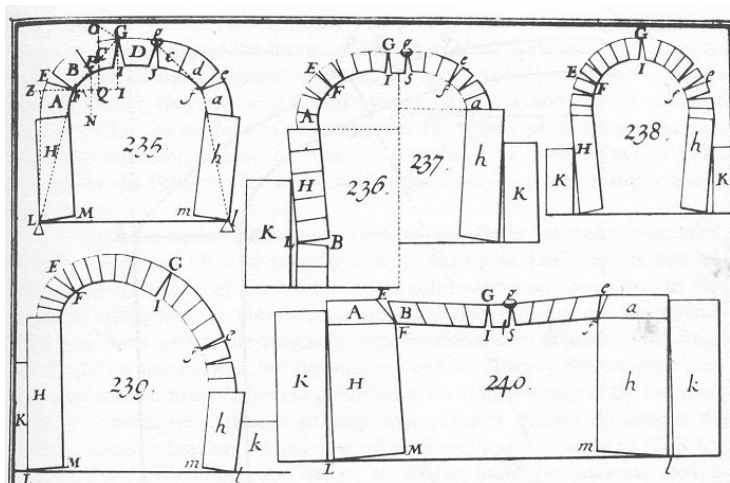 O G g
D
C
E B ε d e
Z A Q I f a
N
H 235 h
L M m l
G g
E I s e
F f
A a
H 236 237 h K
K
L B
G
E I e
F f
H 238 h
K K
E G
F I e
f
239
H h
K k
L M m l
E G g e
A B I s f a
F
k H 240 h k
M m
L l